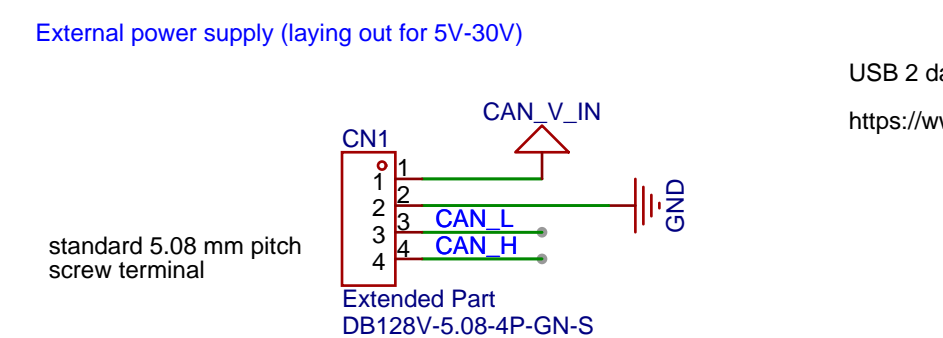 External power supply (laying out for 5V-30V)
USB 2 da
https://wv
CAN_V_IN
CN1
1
1
2
2
3
CAN_L
3
4
CAN_H
4
GND
standard 5.08 mm pitch
screw terminal
Extended Part
DB128V-5.08-4P-GN-S